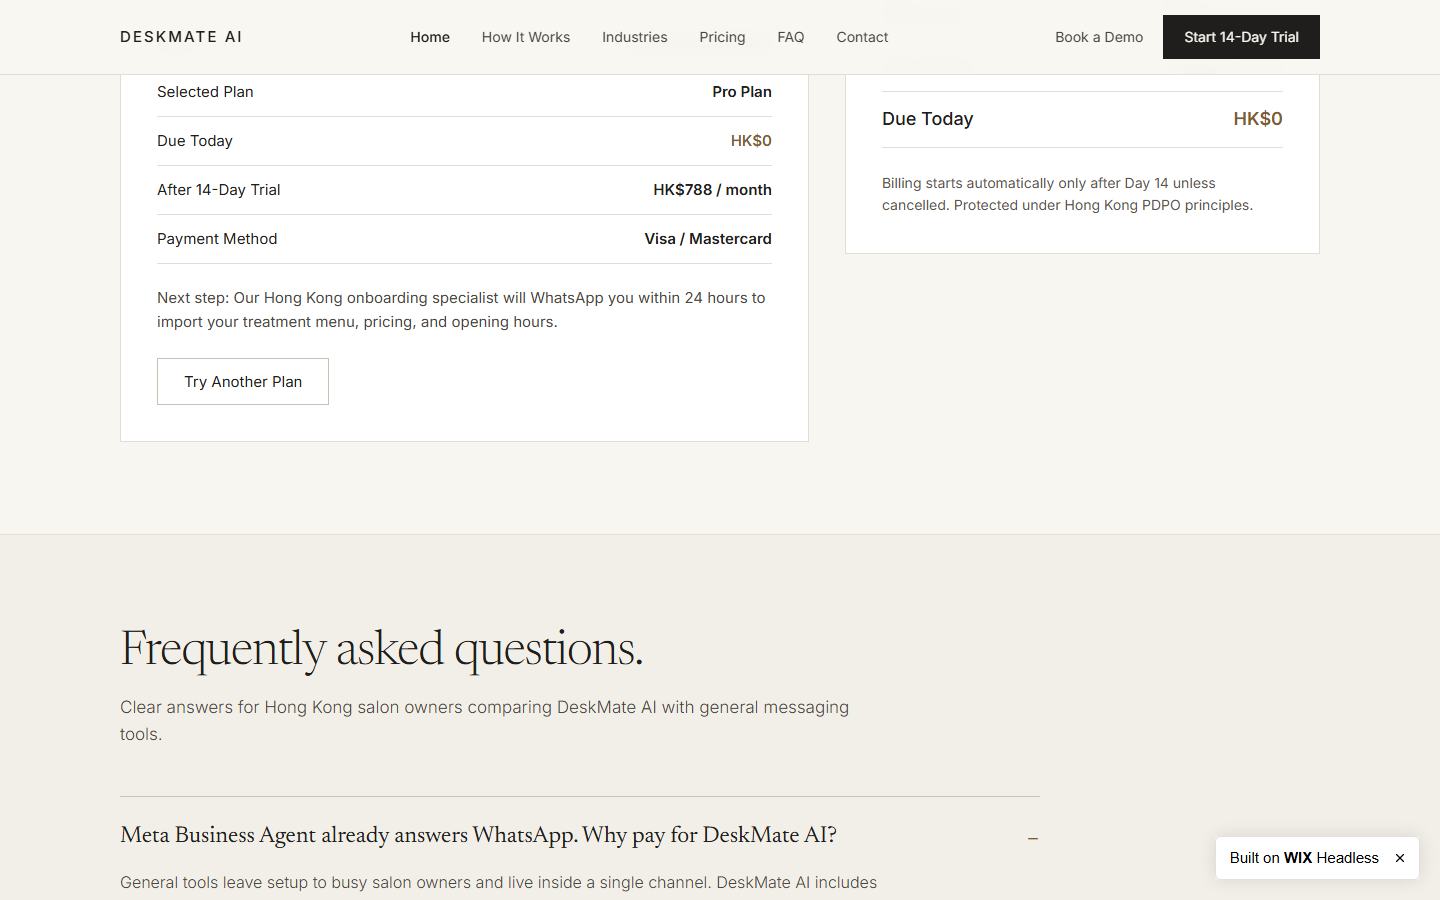 DESKMATE AI
Home How It Works Industries Pricing FAQ Contact
Book a Demo Start 14-Day Trial
Selected Plan Pro Plan
Due Today HK$0
After 14-Day Trial HK$788 / month
Payment Method Visa / Mastercard
Next step: Our Hong Kong onboarding specialist will WhatsApp you within 24 hours to
import your treatment menu, pricing, and opening hours.
Try Another Plan
Due Today HK$0
Billing starts automatically only after Day 14 unless
cancelled. Protected under Hong Kong PDPO principles.
Frequently asked questions.
Clear answers for Hong Kong salon owners comparing DeskMate AI with general messaging
tools.
Meta Business Agent already answers WhatsApp. Why pay for DeskMate AI? –
General tools leave setup to busy salon owners and live inside a single channel. DeskMate AI includes
Built on WIX Headless ×